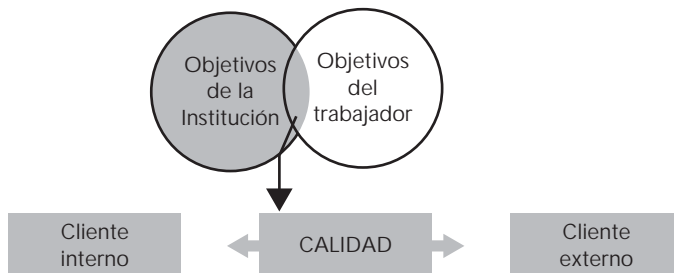 Objetivos
de la
Institución
Objetivos
del
trabajador
Cliente
interno
CALIDAD
Cliente
externo